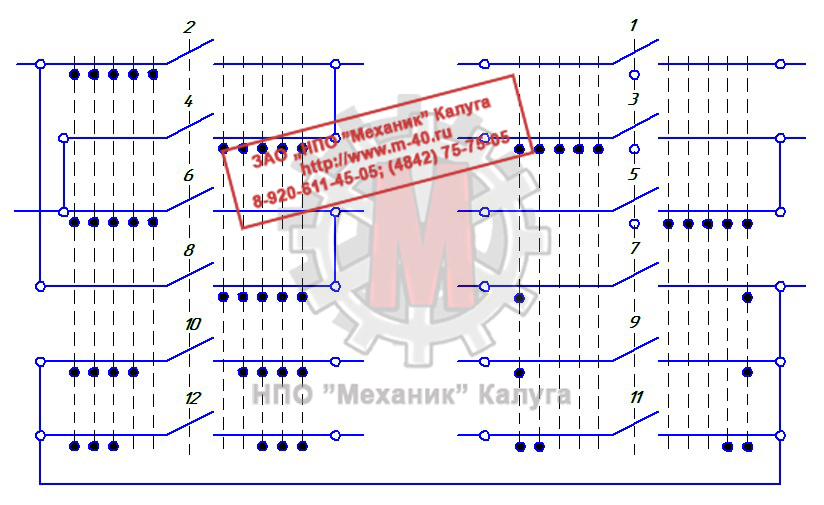 2
1
4
3
ЗАО „НПО "Механик" Калуга
http://www.m-40.ru
8-920-611-45-05; (4842) 75-75-05
6
5
8
7
10
9
НПО "Механик" Калуга
12
11
М